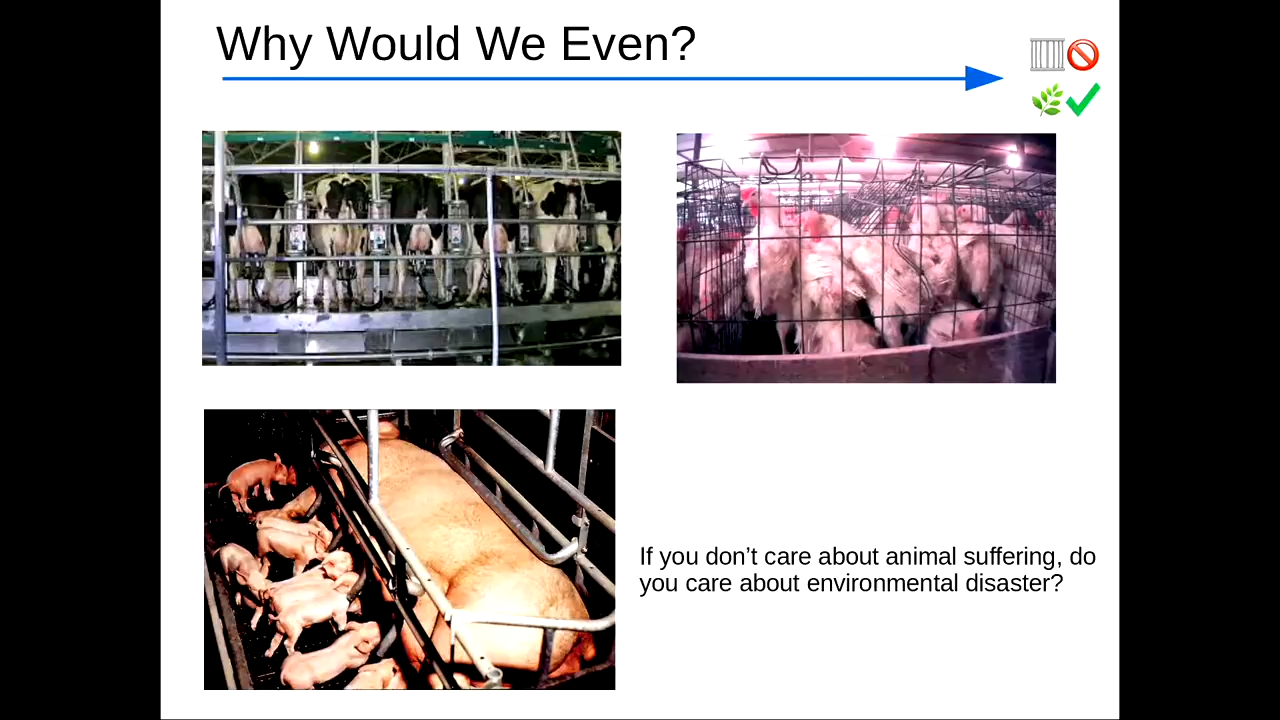 Why Would We Even?
If you don’t care about animal suffering, do
you care about environmental disaster?